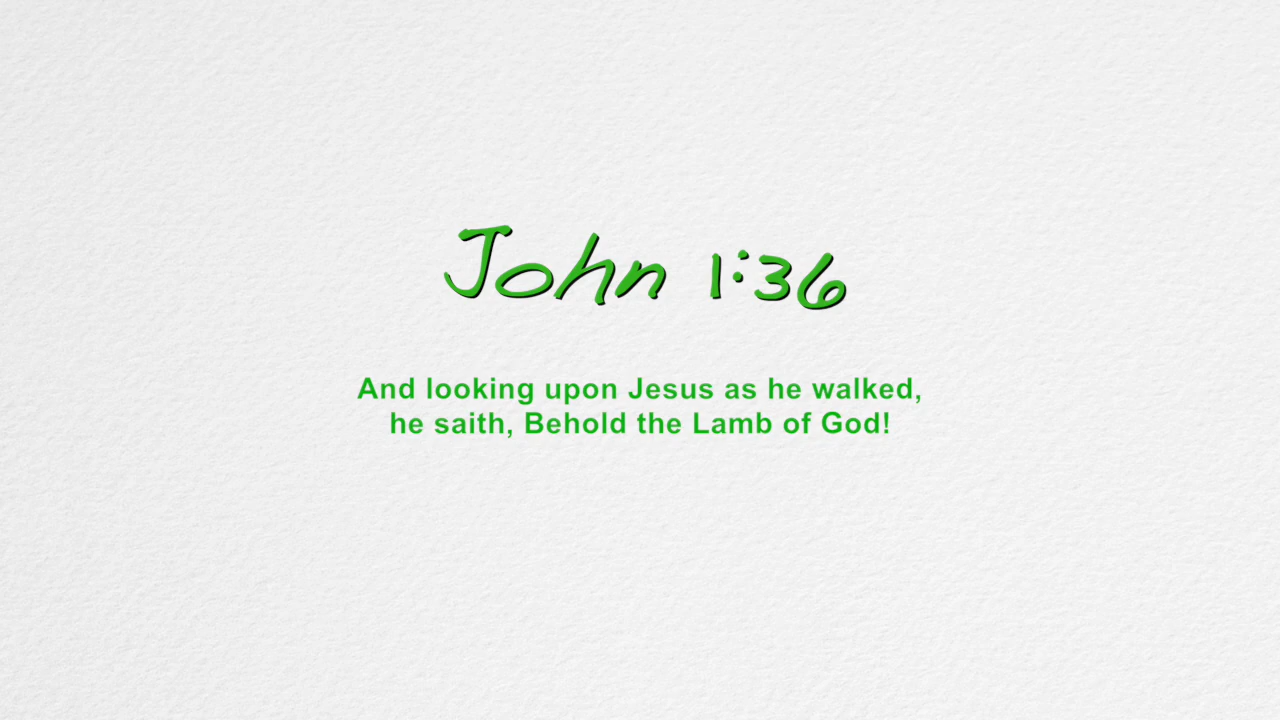 John 1:36
And looking upon Jesus as he walked,
he saith, Behold the Lamb of God!